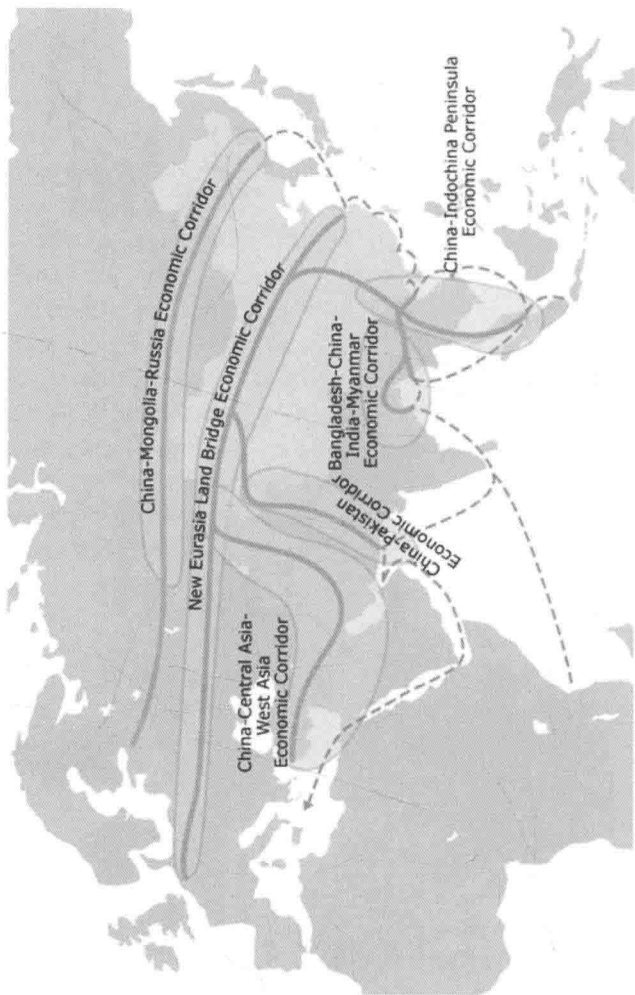 China-Mongolia-Russia Economic Corridor
New Eurasia Land Bridge Economic Corridor
China-Central Asia-
West Asia
Economic Corridor
China-Pakistan
Economic Corridor
Bangladesh-China-
India-Myanmar
Economic Corridor
China-Indochina Peninsula
Economic Corridor